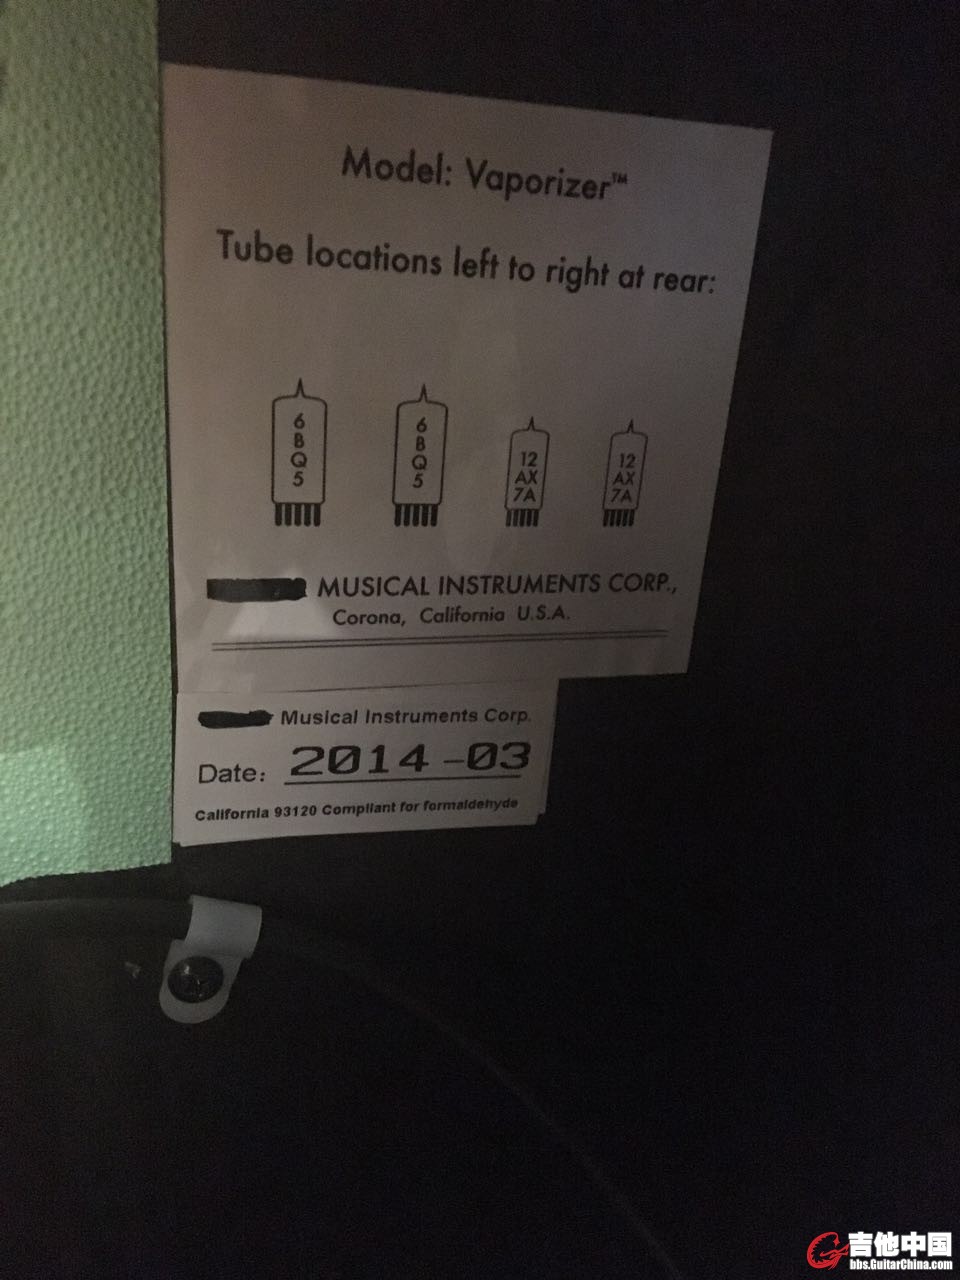 Model: Vaporizer™
Tube locations left to right at rear:
6
B
Q
5
6
B
Q
5
12
AX
7A
12
AX
7A
MUSICAL INSTRUMENTS CORP.,
Corona, California U.S.A.
Musical Instruments Corp.
Date: 2014-03
California 93120 Compliant for formaldehyde
吉他中国
bbs.GuitarChina.com